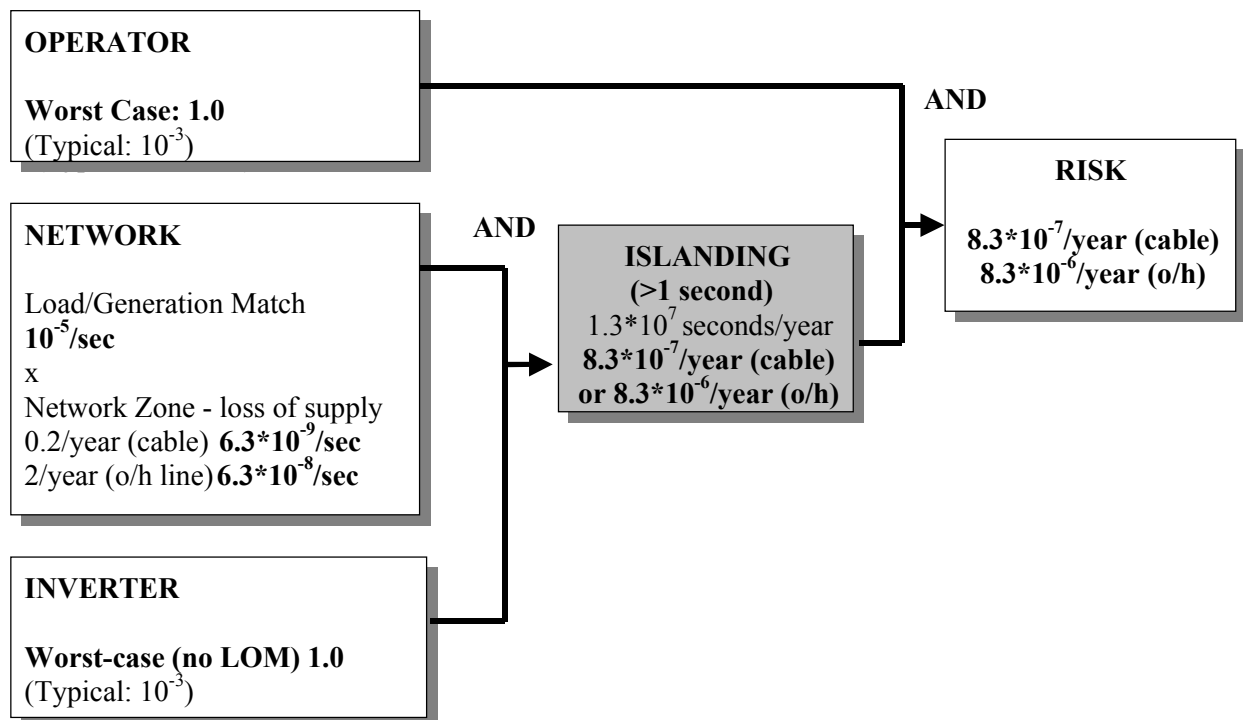 OPERATOR
Worst Case: 1.0
(Typical: 10⁻³)
AND
RISK
8.3*10⁻⁷/year (cable)
8.3*10⁻⁶/year (o/h)
NETWORK
Load/Generation Match
10⁻⁵/sec
x
Network Zone - loss of supply
0.2/year (cable) 6.3*10⁻⁹/sec
2/year (o/h line) 6.3*10⁻⁸/sec
AND
ISLANDING
(>1 second)
1.3*10⁷ seconds/year
8.3*10⁻⁷/year (cable)
or 8.3*10⁻⁶/year (o/h)
INVERTER
Worst-case (no LOM) 1.0
(Typical: 10⁻³)